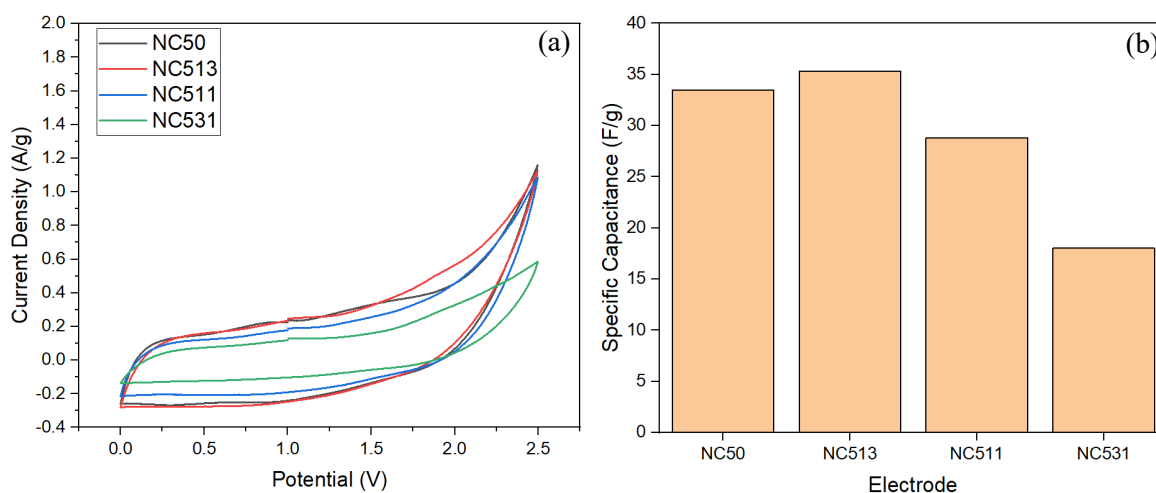 (a)
NC50
NC513
NC511
NC531
2.0
1.8
1.6
1.4
1.2
1.0
0.8
0.6
0.4
0.2
0.0
-0.2
-0.4
Current Density (A/g)
0.0 0.5 1.0 1.5 2.0 2.5
Potential (V)
(b)
40
35
30
25
20
15
10
5
0
Specific Capacitance (F/g)
NC50 NC513 NC511 NC531
Electrode